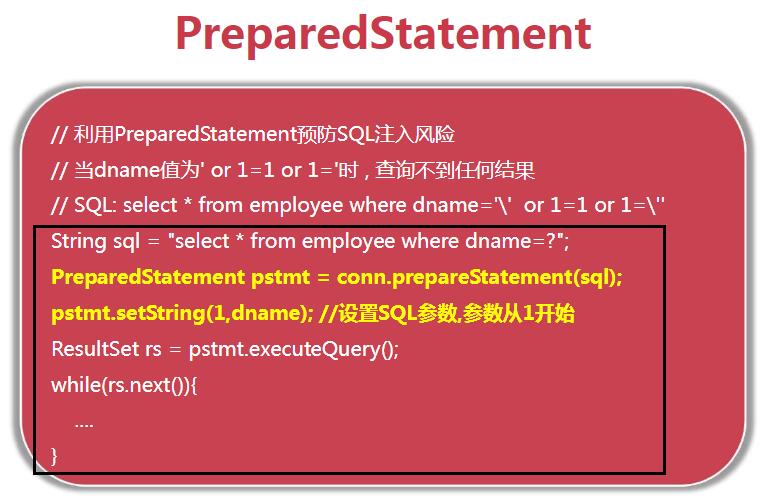 PreparedStatement
// 利用PreparedStatement预防SQL注入风险
// 当dname值为' or 1=1 or 1='时 , 查询不到任何结果
// SQL: select * from employee where dname='\'  or 1=1 or 1=\''
String sql = "select * from employee where dname=?";
PreparedStatement pstmt = conn.prepareStatement(sql);
pstmt.setString(1,dname); //设置SQL参数,参数从1开始
ResultSet rs = pstmt.executeQuery();
while(rs.next()){
....
}